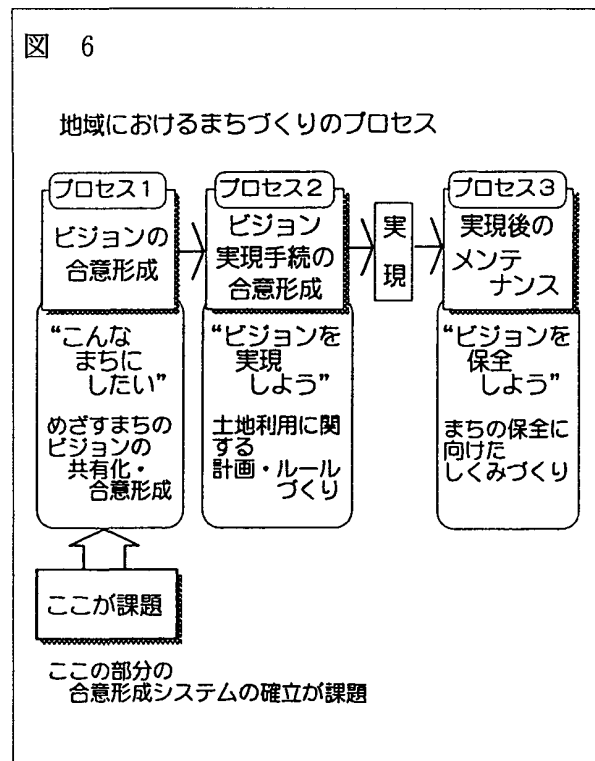 図 6
地域におけるまちづくりのプロセス
プロセス1
ビジョンの
合意形成
“こんな
まちに
したい”
めざすまちの
ビジョンの
共有化・
合意形成
プロセス2
ビジョン
実現手続の
合意形成
“ビジョンを
実現
しよう”
土地利用に関
する
計画・ルール
づくり
実
現
プロセス3
実現後の
メンテ
ナンス
“ビジョンを
保全
しよう”
まちの保全に
向けた
しくみづくり
ここが課題
ここの部分の
合意形成システムの確立が課題